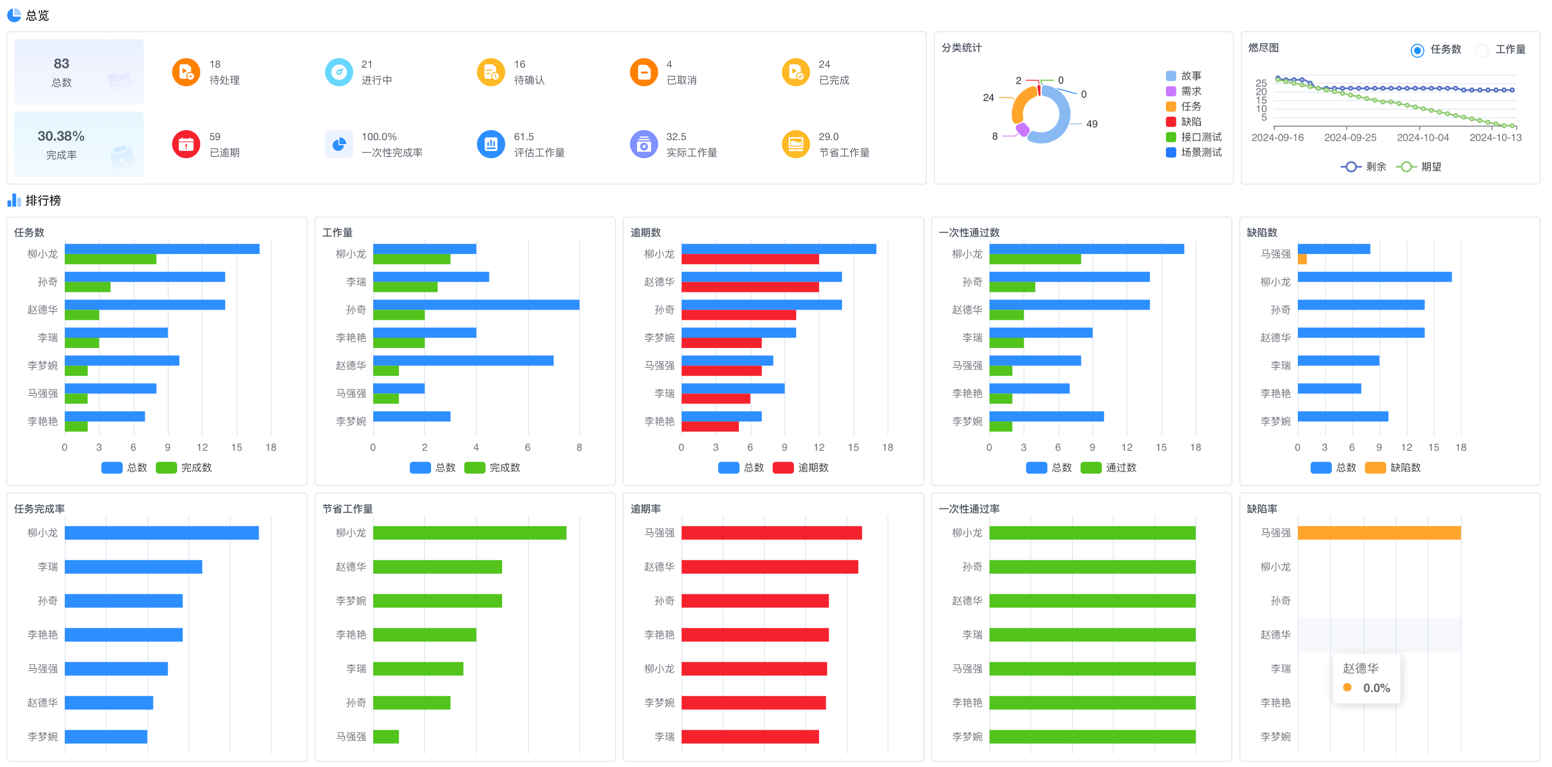 总览
83
总数
18
待处理
21
进行中
16
待确认
4
已取消
24
已完成
30.38%
完成率
59
已逾期
100.0%
一次性完成率
61.5
评估工作量
32.5
实际工作量
29.0
节省工作量
分类统计
2
0
0
24
8
49
故事
需求
任务
缺陷
接口测试
场景测试
燃尽图
任务数
工作量
25
20
15
10
5
2024-09-16
2024-09-25
2024-10-04
2024-10-13
剩余
期望
排行榜
任务数
柳小龙
孙奇
赵德华
李瑞
李梦婉
马强强
李艳艳
0 3 6 9 12 15 18
总数 完成数
工作量
柳小龙
李瑞
孙奇
李艳艳
赵德华
马强强
李梦婉
0 2 4 6 8
总数 完成数
逾期数
柳小龙
赵德华
孙奇
李梦婉
马强强
李瑞
李艳艳
0 3 6 9 12 15 18
总数 逾期数
一次性通过数
柳小龙
孙奇
赵德华
李瑞
马强强
李艳艳
李梦婉
0 3 6 9 12 15 18
总数 通过数
缺陷数
马强强
柳小龙
孙奇
赵德华
李瑞
李艳艳
李梦婉
0 3 6 9 12 15 18
总数 缺陷数
任务完成率
柳小龙
李瑞
孙奇
李艳艳
马强强
赵德华
李梦婉
节省工作量
柳小龙
赵德华
李梦婉
李艳艳
李瑞
孙奇
马强强
逾期率
马强强
赵德华
孙奇
李艳艳
柳小龙
李梦婉
李瑞
一次性通过率
柳小龙
孙奇
赵德华
李瑞
马强强
李艳艳
李梦婉
缺陷率
马强强
柳小龙
孙奇
赵德华
李瑞
李艳艳
李梦婉
赵德华
0.0%